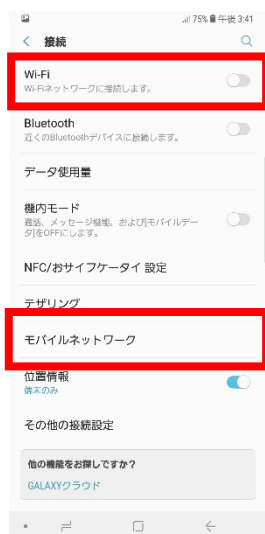 75% 午後 3:41
接続
Wi-Fi
Wi-Fiネットワークに接続します。
Bluetooth
近くのBluetoothデバイスに接続します。
データ使用量
機内モード
通話、メッセージ機能、および[モバイルデー
タ]をOFFにします。
NFC/おサイフケータイ 設定
テザリング
モバイルネットワーク
位置情報
端末のみ
その他の接続設定
他の機能をお探しですか？
GALAXYクラウド